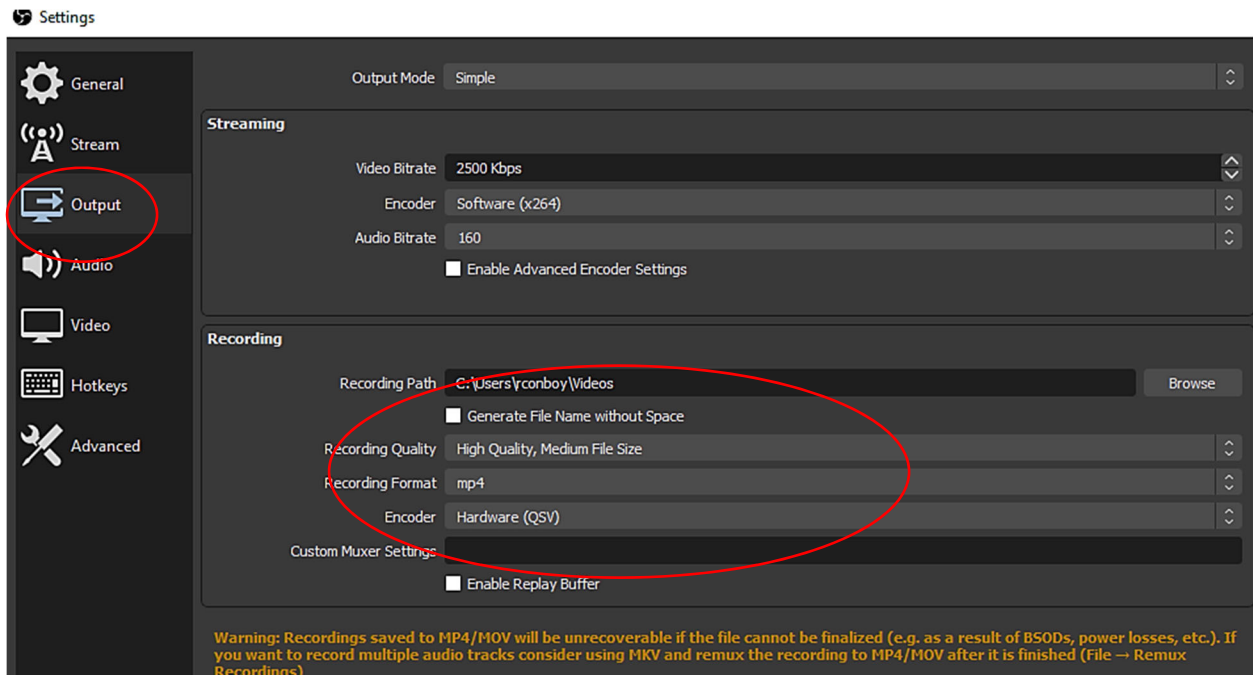 Settings
General
Stream
Output
Audio
Video
Hotkeys
Advanced
Output Mode Simple
Streaming
Video Bitrate 2500 Kbps
Encoder Software (x264)
Audio Bitrate 160
Enable Advanced Encoder Settings
Recording
Recording Path C:\Users\rconboy\Videos Browse
Generate File Name without Space
Recording Quality High Quality, Medium File Size
Recording Format mp4
Encoder Hardware (QSV)
Custom Muxer Settings
Enable Replay Buffer
Warning: Recordings saved to MP4/MOV will be unrecoverable if the file cannot be finalized (e.g. as a result of BSODs, power losses, etc.). If
you want to record multiple audio tracks consider using MKV and remux the recording to MP4/MOV after it is finished (File → Remux
Recordings)